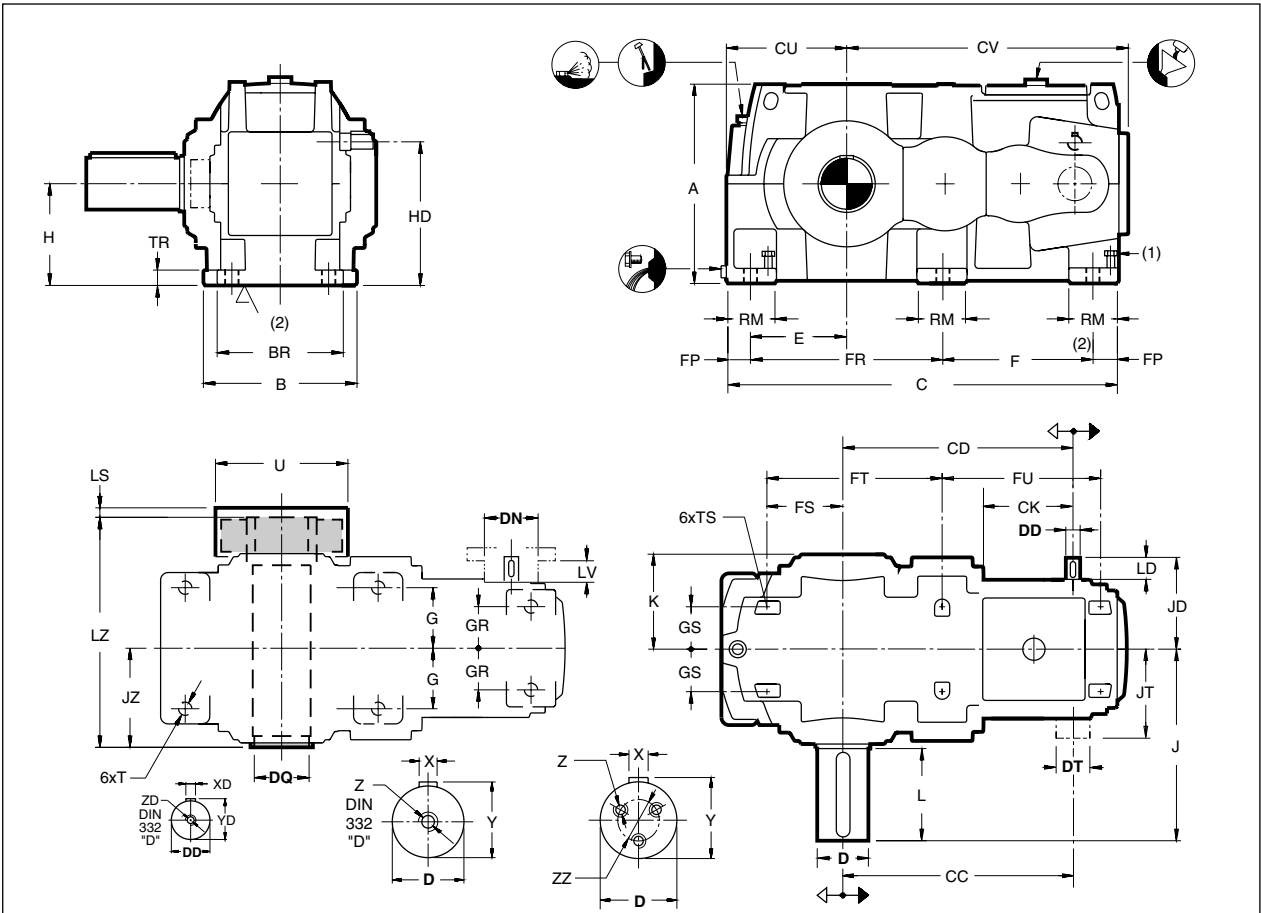 CU
CV
A
H
TR
HD
(2)
BR
B
(1)
RM
RM
RM
E
(2)
FP
FR
F
FP
C
LS
U
DN
LV
LZ
G
GR
JZ
G
GR
6xT
DQ
XD
ZD
DIN
332
"D"
YD
DD
X
Z
DIN
332
"D"
Y
D
X
Z
Y
ZZ
D
CD
FT
FU
FS
CK
6xTS
DD
LD
K
GS
JD
GS
JT
J
DT
L
D
CC